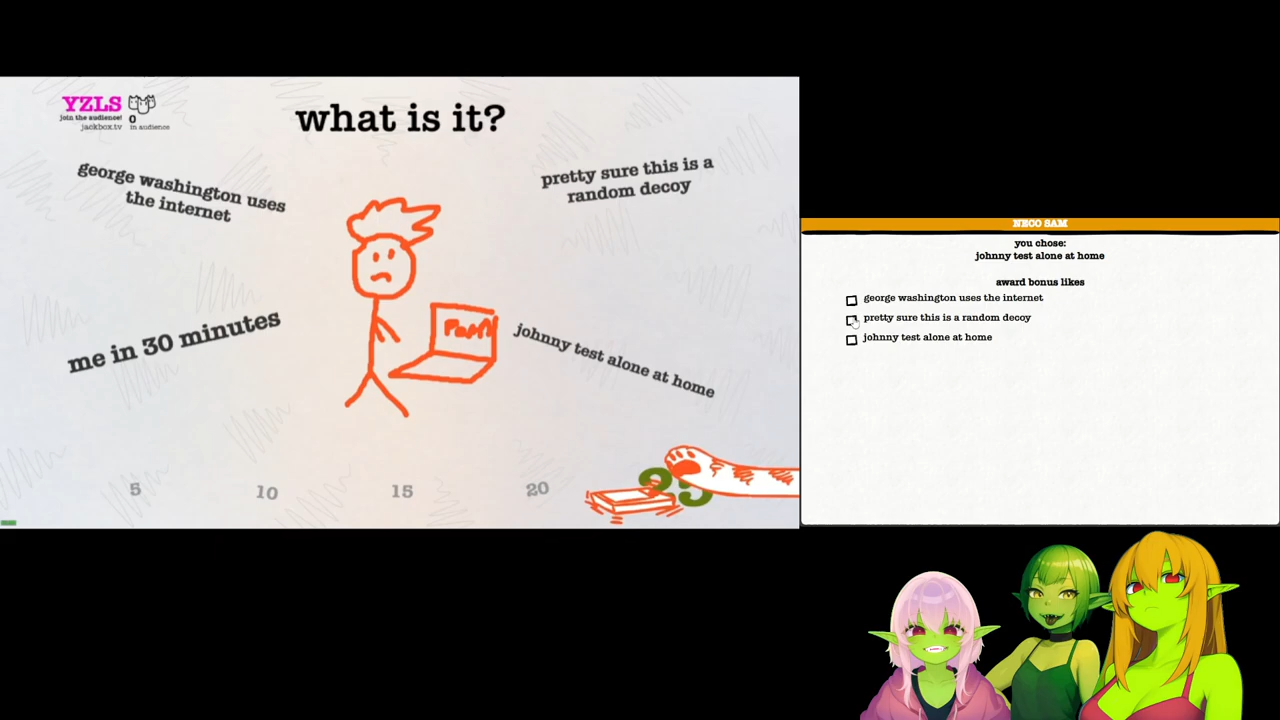 YZLS
join the audience!
0
jackbox.tv
in audience
what is it?
george washington uses
the internet
pretty sure this is a
random decoy
me in 30 minutes
johnny test alone at home
Porn
5
10
15
20
25
NECO SAM
you chose:
johnny test alone at home
award bonus likes
george washington uses the internet
pretty sure this is a random decoy
johnny test alone at home